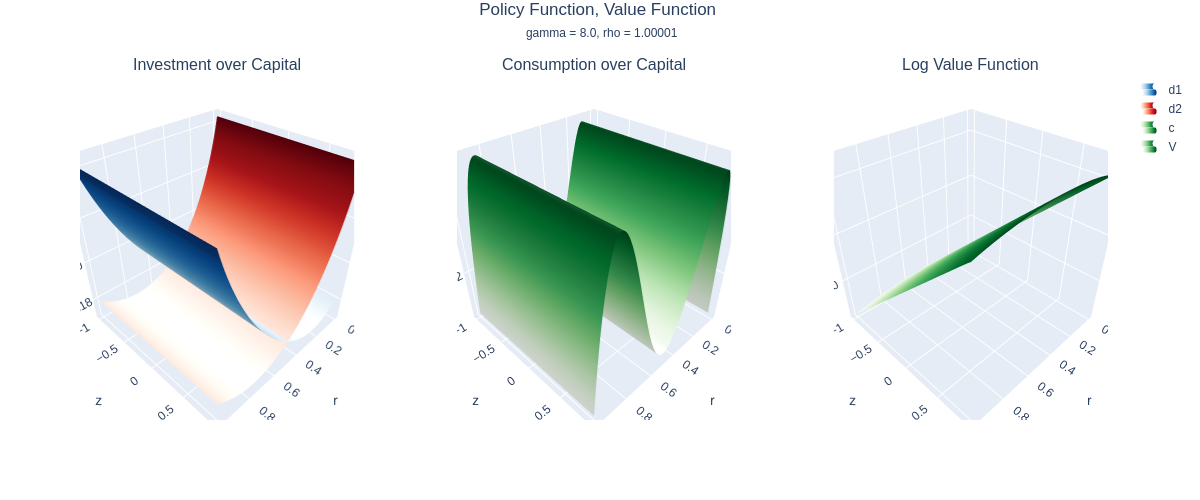 Policy Function, Value Function
gamma = 8.0, rho = 1.00001
Investment over Capital
Consumption over Capital
Log Value Function
d1
d2
c
V
18
−1
−0.5
0
0.5
z
0
0.2
0.4
0.6
0.8
r
2
−1
−0.5
0
0.5
z
0
0.2
0.4
0.6
0.8
r
0
−1
−0.5
0
0.5
z
0
0.2
0.4
0.6
0.8
r